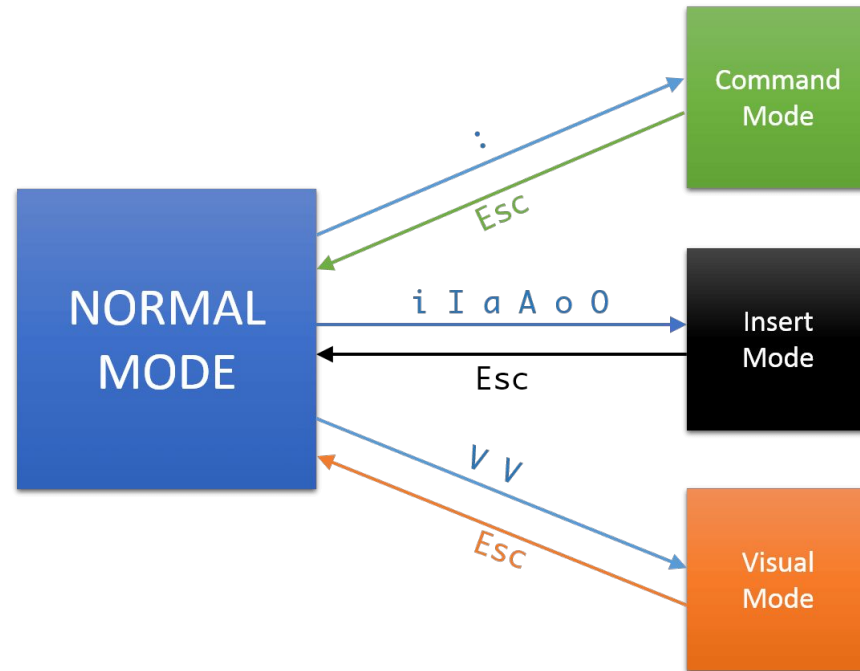 NORMAL
MODE
:
Esc
i I a A o O
Esc
V V
Esc
Command
Mode
Insert
Mode
Visual
Mode